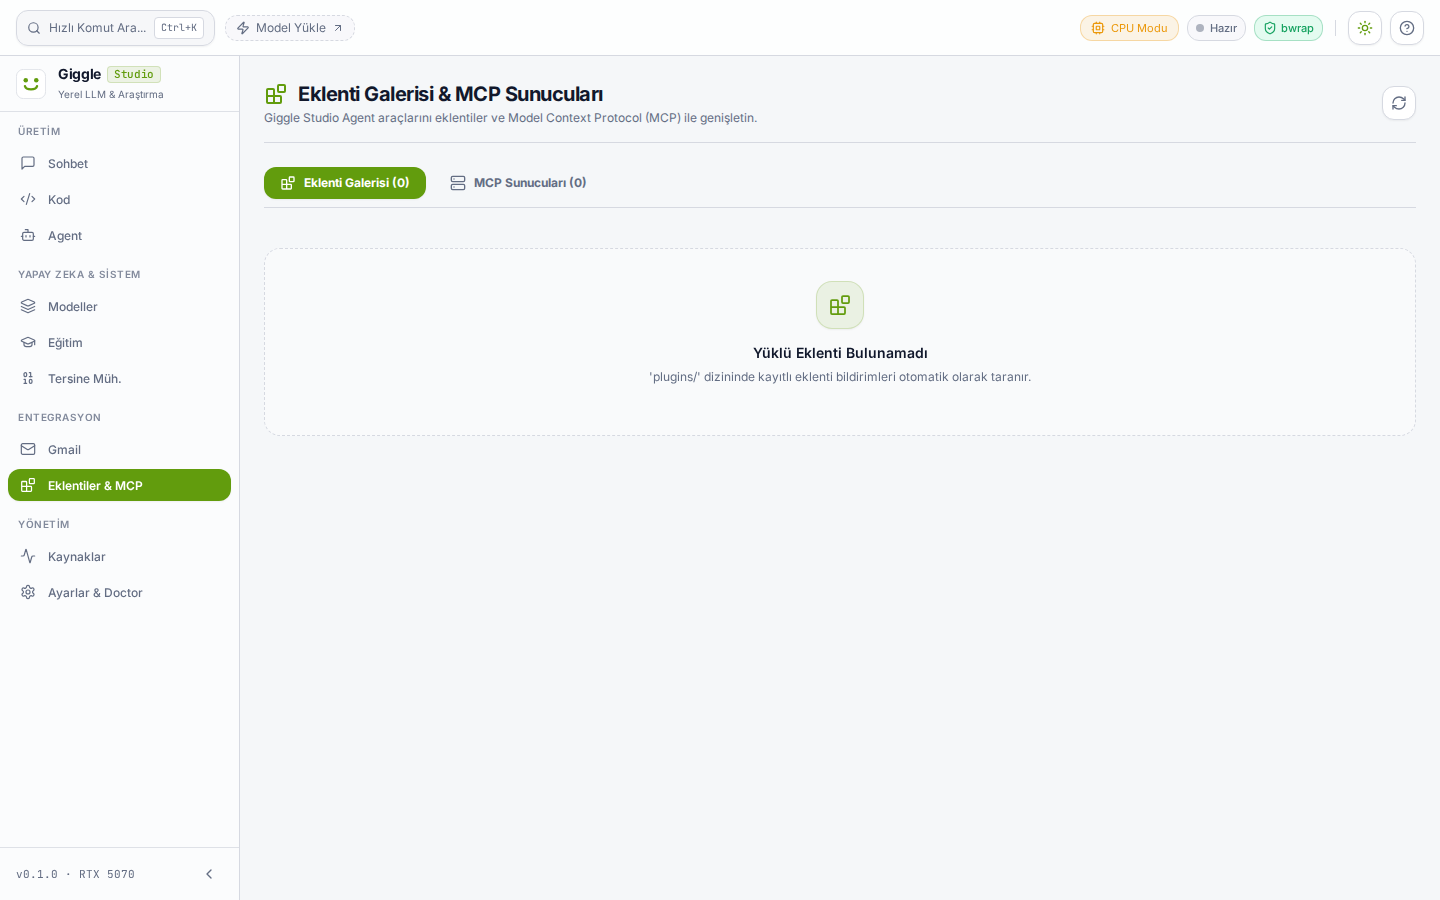 Hızlı Komut Ara... Ctrl+K
Model Yükle
CPU Modu
Hazır
bwrap
Giggle Studio
Yerel LLM & Araştırma
ÜRETİM
Sohbet
Kod
Agent
YAPAY ZEKA & SİSTEM
Modeller
Eğitim
Tersine Müh.
ENTEGRASYON
Gmail
Eklentiler & MCP
YÖNETİM
Kaynaklar
Ayarlar & Doctor
v0.1.0 · RTX 5070
Eklenti Galerisi & MCP Sunucuları
Giggle Studio Agent araçlarını eklentiler ve Model Context Protocol (MCP) ile genişletin.
Eklenti Galerisi (0)
MCP Sunucuları (0)
Yüklü Eklenti Bulunamadı
'plugins/' dizininde kayıtlı eklenti bildirimleri otomatik olarak taranır.